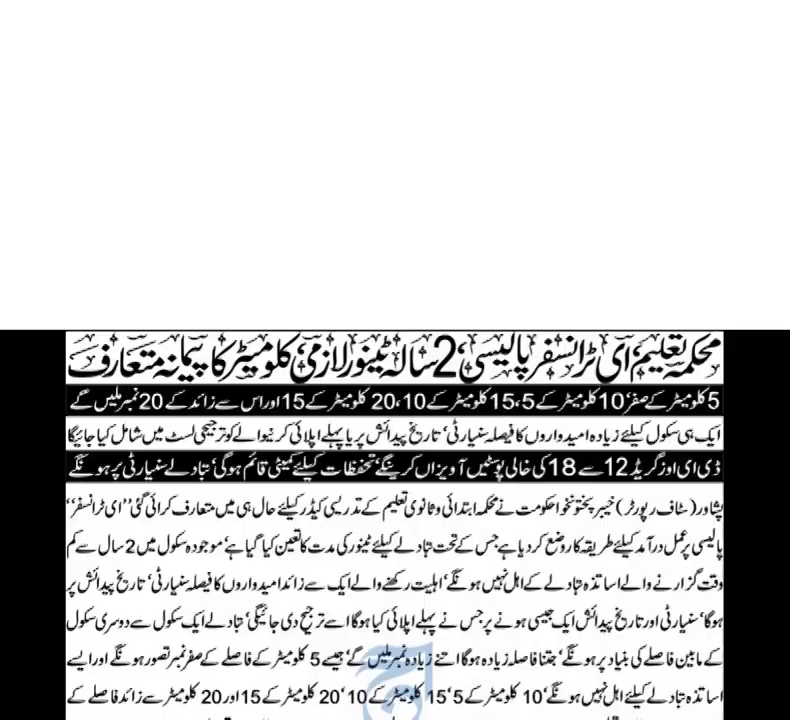 محکمہ تعلیم، ای ٹرانسفر پالیسی، 2 سالہ ٹینور لازمی، کلومیٹر کا پیمانہ متعارف
5 کلومیٹر کے صفر، 10 کلومیٹر کے 5، 15 کلومیٹر کے 10، 20 کلومیٹر کے 15 اور اس سے زائد کے 20 نمبر ملیں گے
ایک ہی سکول کیلئے زیادہ امیدواروں کا فیصلہ سنیارٹی، تاریخ پیدائش پر یا پہلے اپلائی کرنیوالے کو ترجیحی لسٹ میں شامل کیا جائیگا
ڈی ای اوز گریڈ 12 سے 18 کی خالی پوسٹیں آویزاں کرینگے، تحفظات کیلئے کمیٹی قائم ہوگی، تبادلے سنیارٹی پر ہونگے
پشاور (سٹاف رپورٹر) خیبر پختونخوا حکومت نے محکمہ ابتدائی و ثانوی تعلیم کے تدریسی کیڈر کیلئے حال ہی میں متعارف کرائی گئی ’’ای ٹرانسفر‘‘
پالیسی پر عمل درآمد کیلئے طریقہ کار وضع کر دیا ہے جس کے تحت تبادلے کیلئے ٹینور کی مدت کا تعین کیا گیا ہے، موجودہ سکول میں 2 سال سے کم
وقت گزارنے والے اساتذہ تبادلے کے اہل نہیں ہونگے، اہلیت رکھنے والے ایک سے زائد امیدواروں کا فیصلہ سنیارٹی، تاریخ پیدائش پر
ہوگا، سنیارٹی اور تاریخ پیدائش ایک جیسی ہونے پر جس نے پہلے اپلائی کیا ہوگا اسے ترجیح دی جائیگی، تبادلے ایک سکول سے دوسری سکول
کے مابین فاصلے کی بنیاد پر ہونگے، جتنا فاصلہ زیادہ ہوگا اتنے زیادہ نمبر ملیں گے، جیسے 5 کلومیٹر کے فاصلے کے صفر نمبر تصور ہونگے اور ایسے
اساتذہ تبادلے کیلئے اہل نہیں ہونگے، 10 کلومیٹر کے 5، 15 کلومیٹر کے 10، 20 کلومیٹر کے 15 اور 20 کلومیٹر سے زائد فاصلے کے